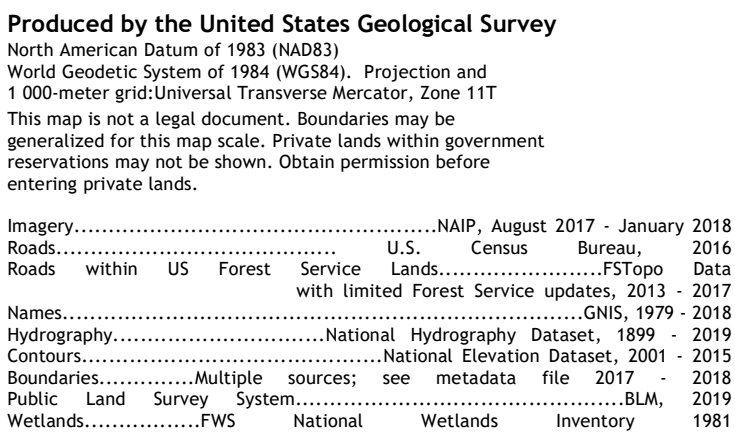 Produced by the United States Geological Survey
North American Datum of 1983 (NAD83)
World Geodetic System of 1984 (WGS84). Projection and
1 000-meter grid:Universal Transverse Mercator, Zone 11T
This map is not a legal document. Boundaries may be
generalized for this map scale. Private lands within government
reservations may not be shown. Obtain permission before
entering private lands.
Imagery.....................................................NAIP, August 2017 - January 2018
Roads......................................... U.S. Census Bureau, 2016
Roads within US Forest Service Lands........................FSTopo Data
with limited Forest Service updates, 2013 - 2017
Names............................................................................GNIS, 1979 - 2018
Hydrography...............................National Hydrography Dataset, 1899 - 2019
Contours............................................National Elevation Dataset, 2001 - 2015
Boundaries..............Multiple sources; see metadata file 2017 - 2018
Public Land Survey System................................................BLM, 2019
Wetlands.................FWS National Wetlands Inventory 1981